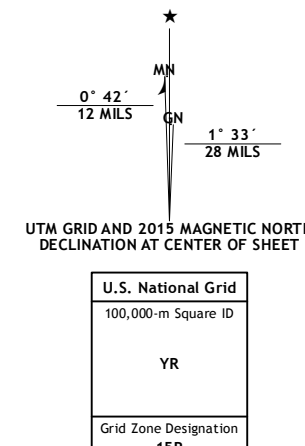 ★
MN
0° 42´
12 MILS
GN
1° 33´
28 MILS
UTM GRID AND 2015 MAGNETIC NORT
DECLINATION AT CENTER OF SHEET
U.S. National Grid
100,000-m Square ID
YR
Grid Zone Designation